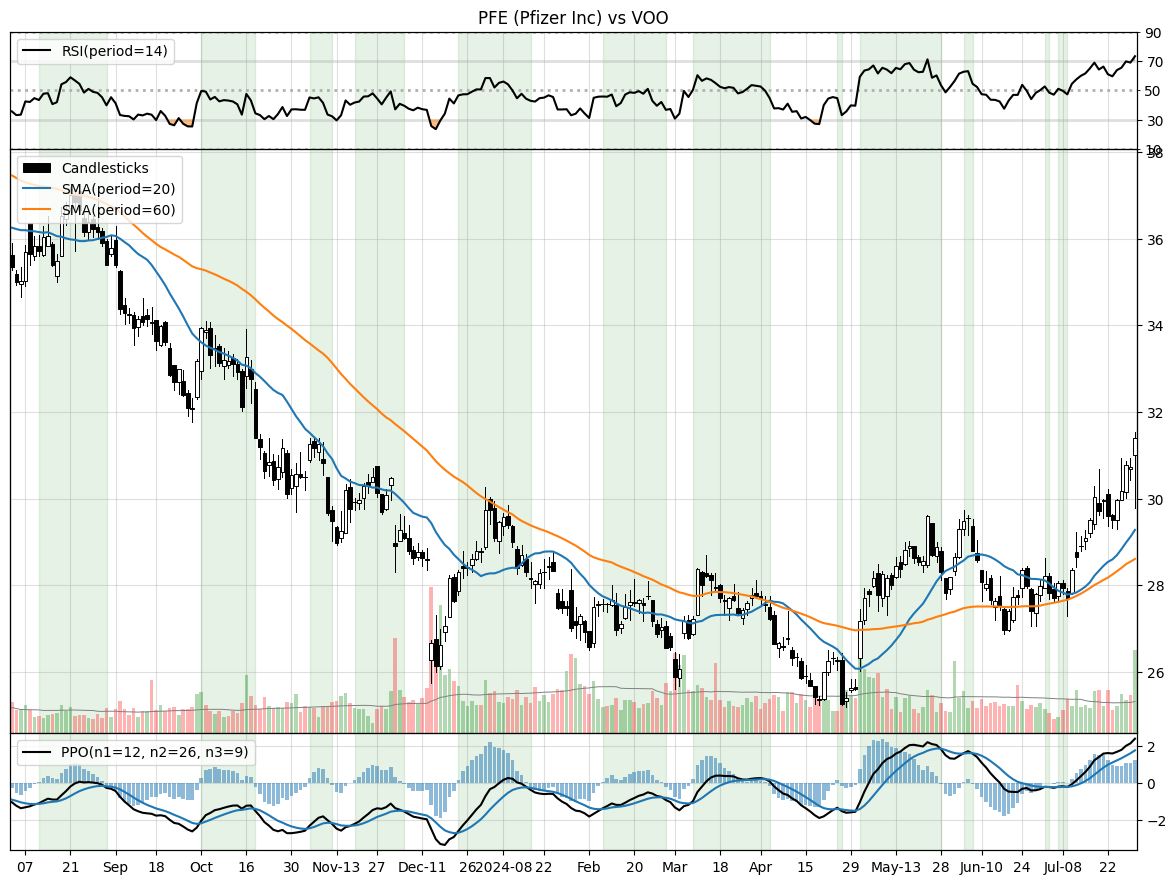 PFE (Pfizer Inc) vs VOO
RSI(period=14)
90
70
50
30
10
Candlesticks
SMA(period=20)
SMA(period=60)
38
36
34
32
30
28
26
PPO(n1=12, n2=26, n3=9)
2
0
−2
07 21 Sep 18 Oct 16 30 Nov-13 27 Dec-11 26 2024-08 22 Feb 20 Mar 18 Apr 15 29 May-13 28 Jun-10 24 Jul-08 22